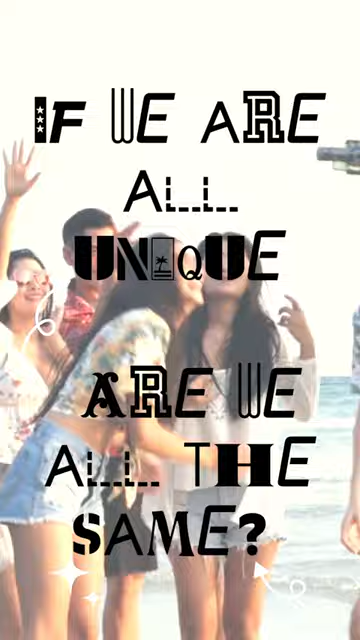 IF WE ARE
ALL
UNIQUE
ARE WE
ALL THE
SAME?